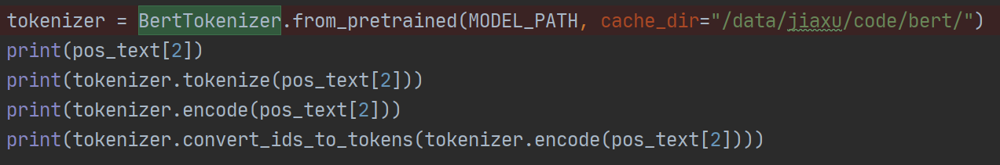 tokenizer = BertTokenizer.from_pretrained(MODEL_PATH, cache_dir="/data/jiaxu/code/bert/")
print(pos_text[2])
print(tokenizer.tokenize(pos_text[2]))
print(tokenizer.encode(pos_text[2]))
print(tokenizer.convert_ids_to_tokens(tokenizer.encode(pos_text[2])))